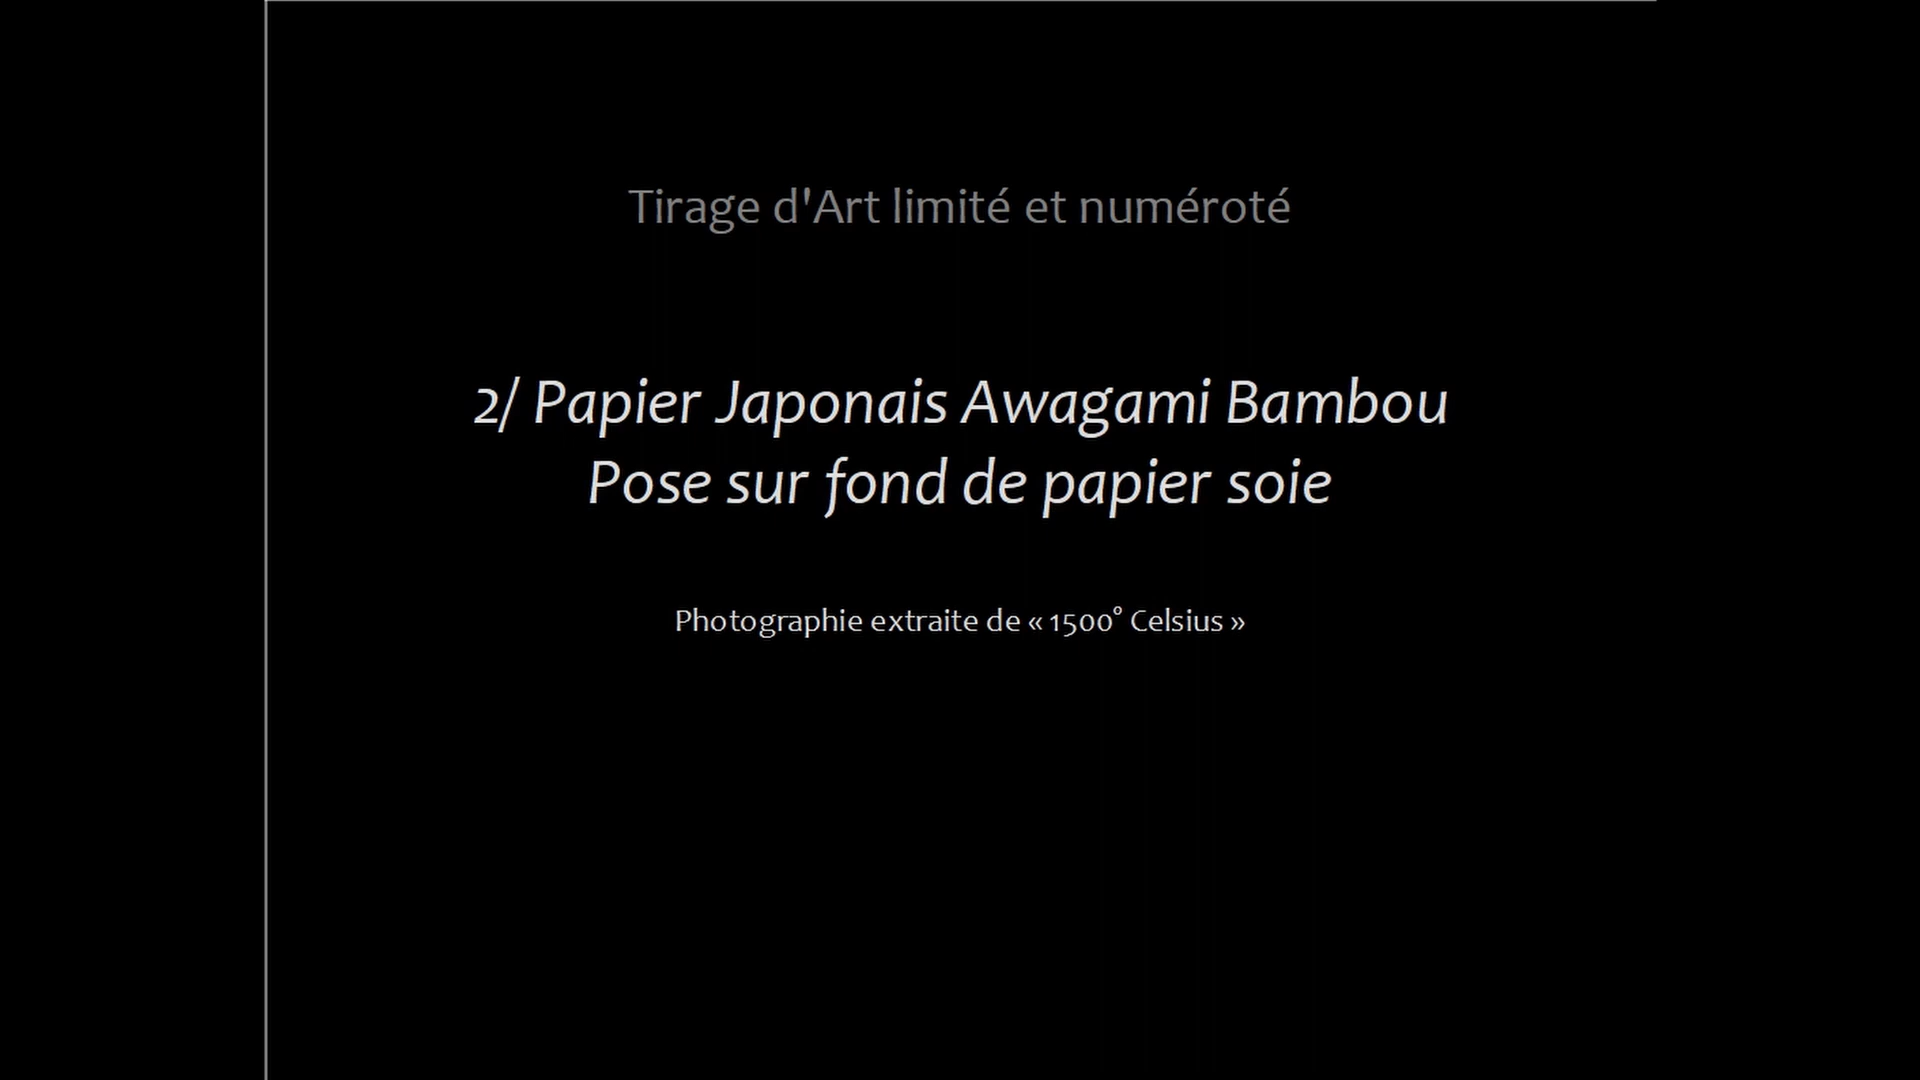 Tirage d'Art limité et numéroté
2/ Papier Japonais Awagami Bambou
Pose sur fond de papier soie
Photographie extraite de « 1500° Celsius »